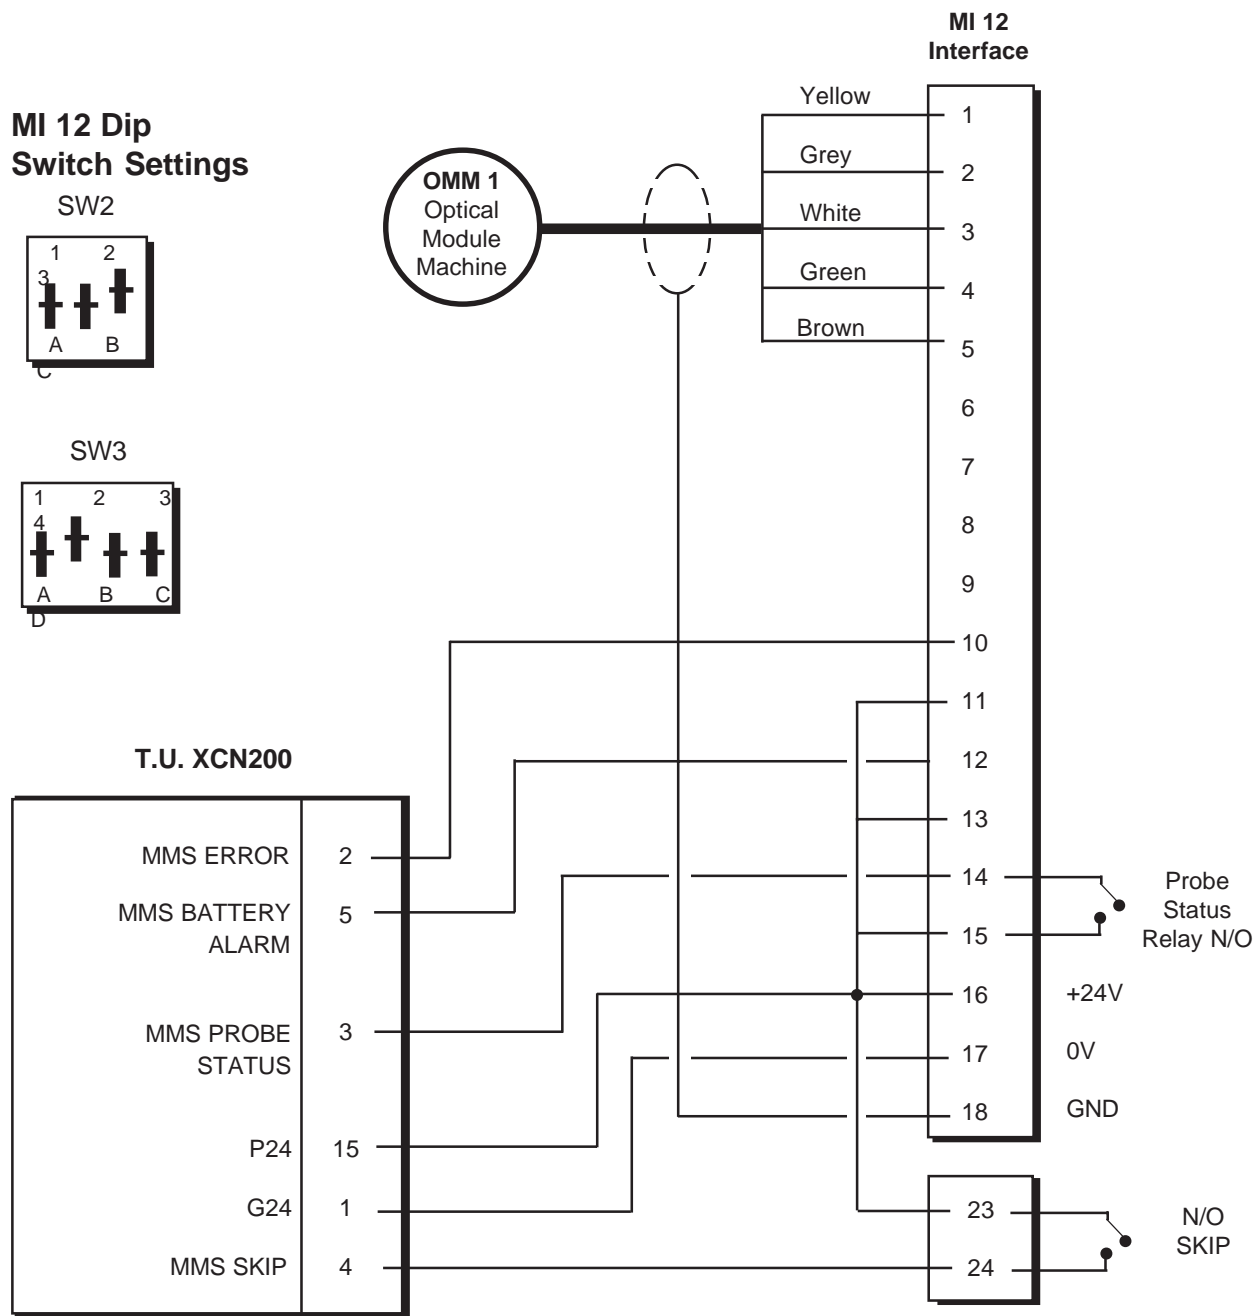 MI 12
Interface
MI 12 Dip
Switch Settings
SW2
1 2
3
A B
C
SW3
1 2 3
4
A B C
D
OMM 1
Optical
Module
Machine
Yellow
Grey
White
Green
Brown
1
2
3
4
5
6
7
8
9
10
11
12
13
14
15
16
17
18
Probe
Status
Relay N/O
+24V
0V
GND
23
24
N/O
SKIP
T.U. XCN200
MMS ERROR 2
MMS BATTERY 5
ALARM
MMS PROBE 3
STATUS
P24 15
G24 1
MMS SKIP 4